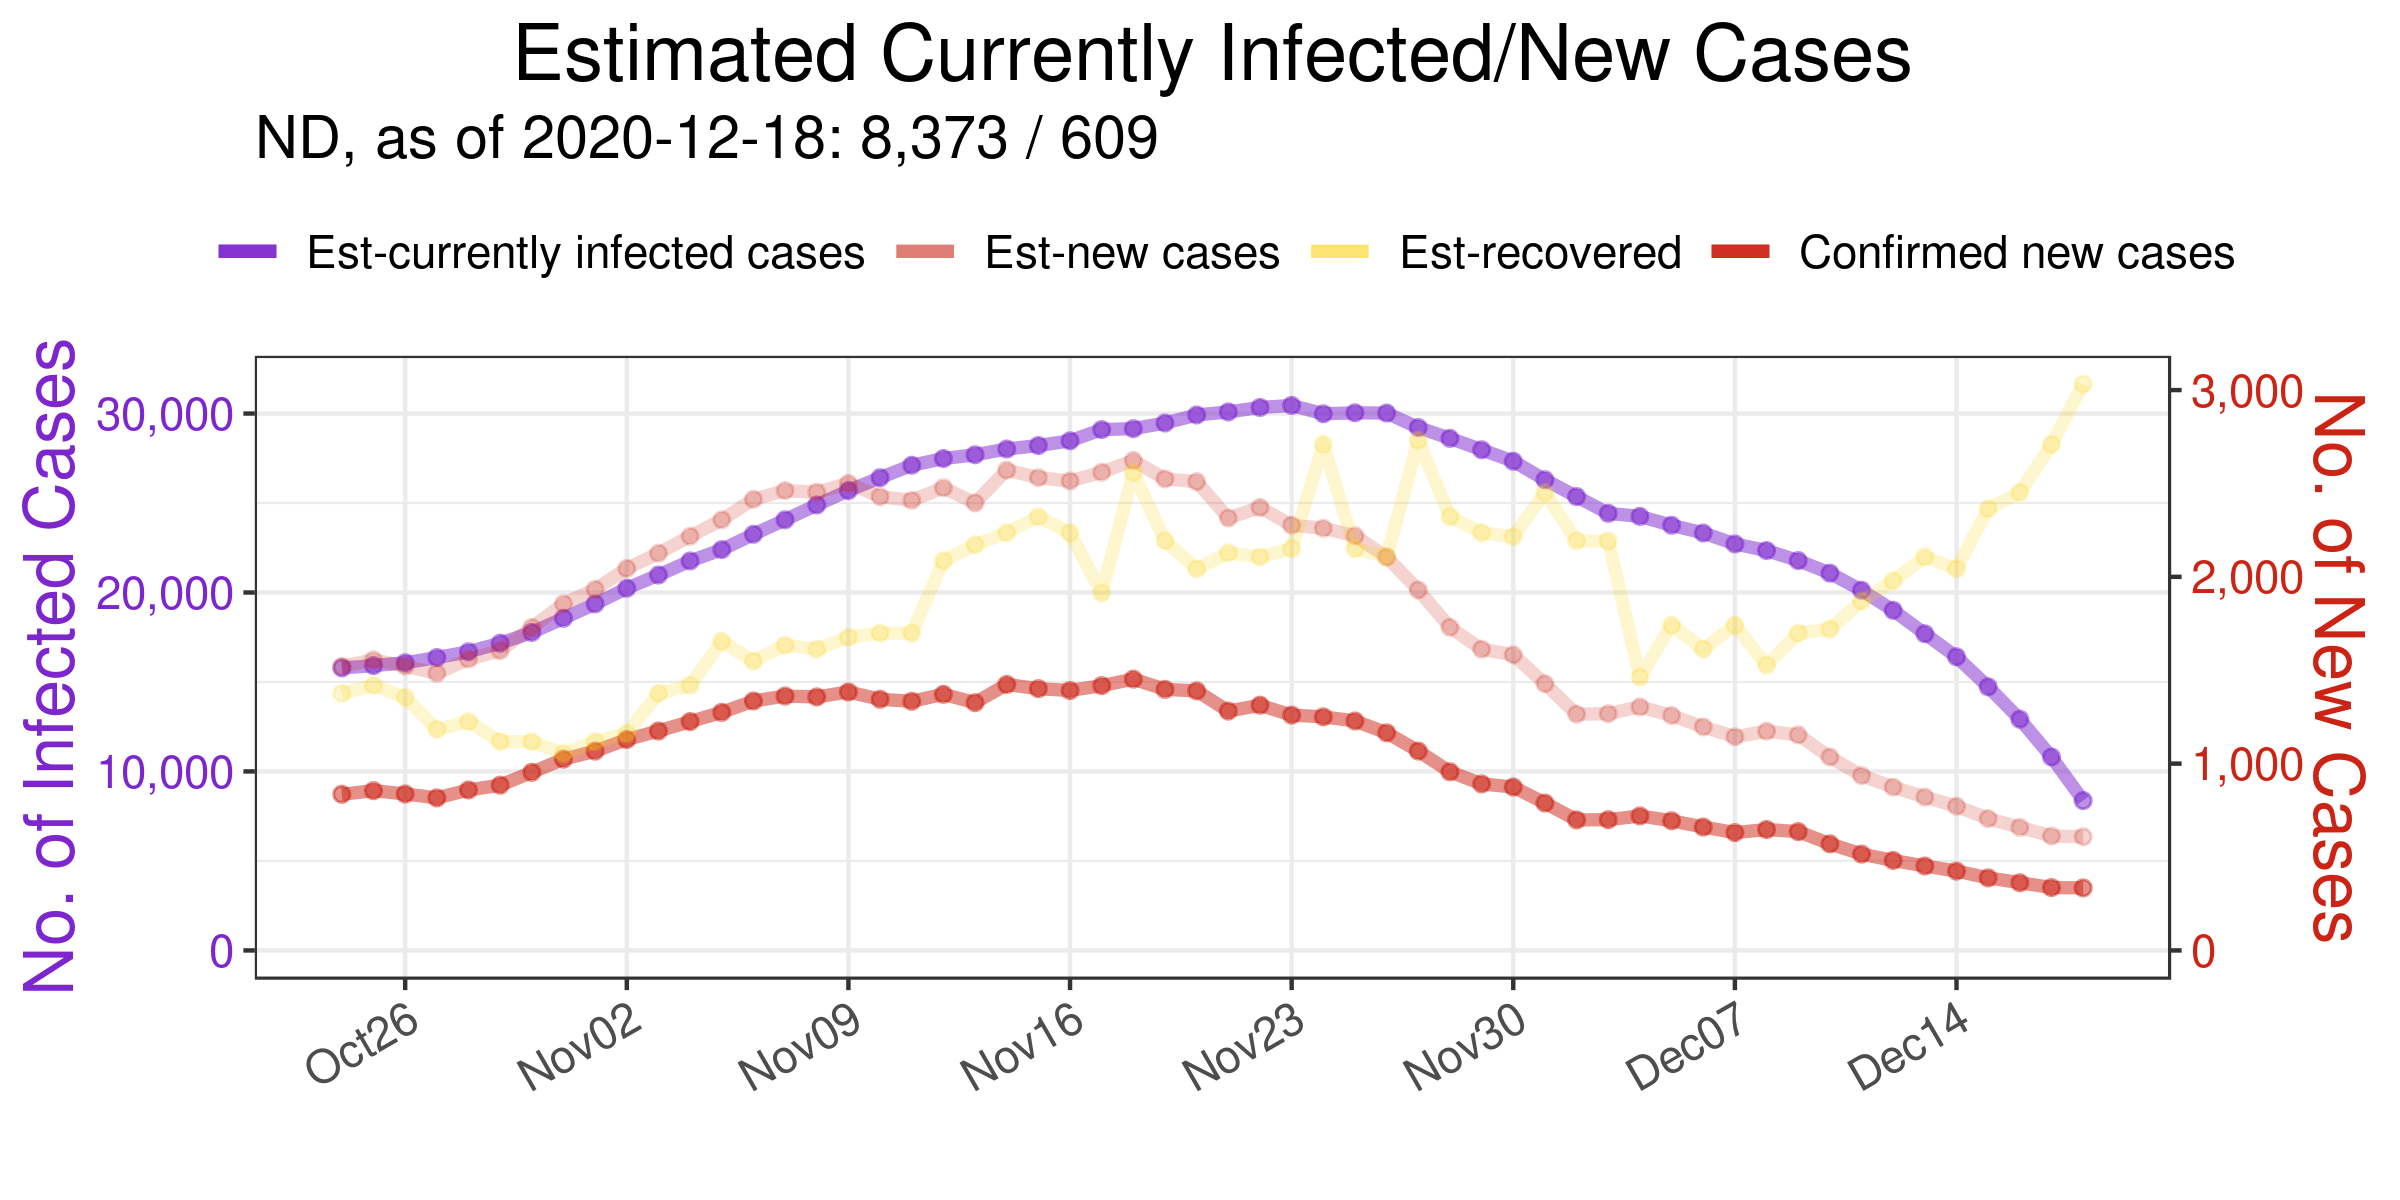 Estimated Currently Infected/New Cases
ND, as of 2020-12-18: 8,373 / 609
Est-currently infected cases Est-new cases Est-recovered Confirmed new cases
No. of Infected Cases
30,000
20,000
10,000
0
3,000
2,000
1,000
0
No. of New Cases
Oct26 Nov02 Nov09 Nov16 Nov23 Nov30 Dec07 Dec14